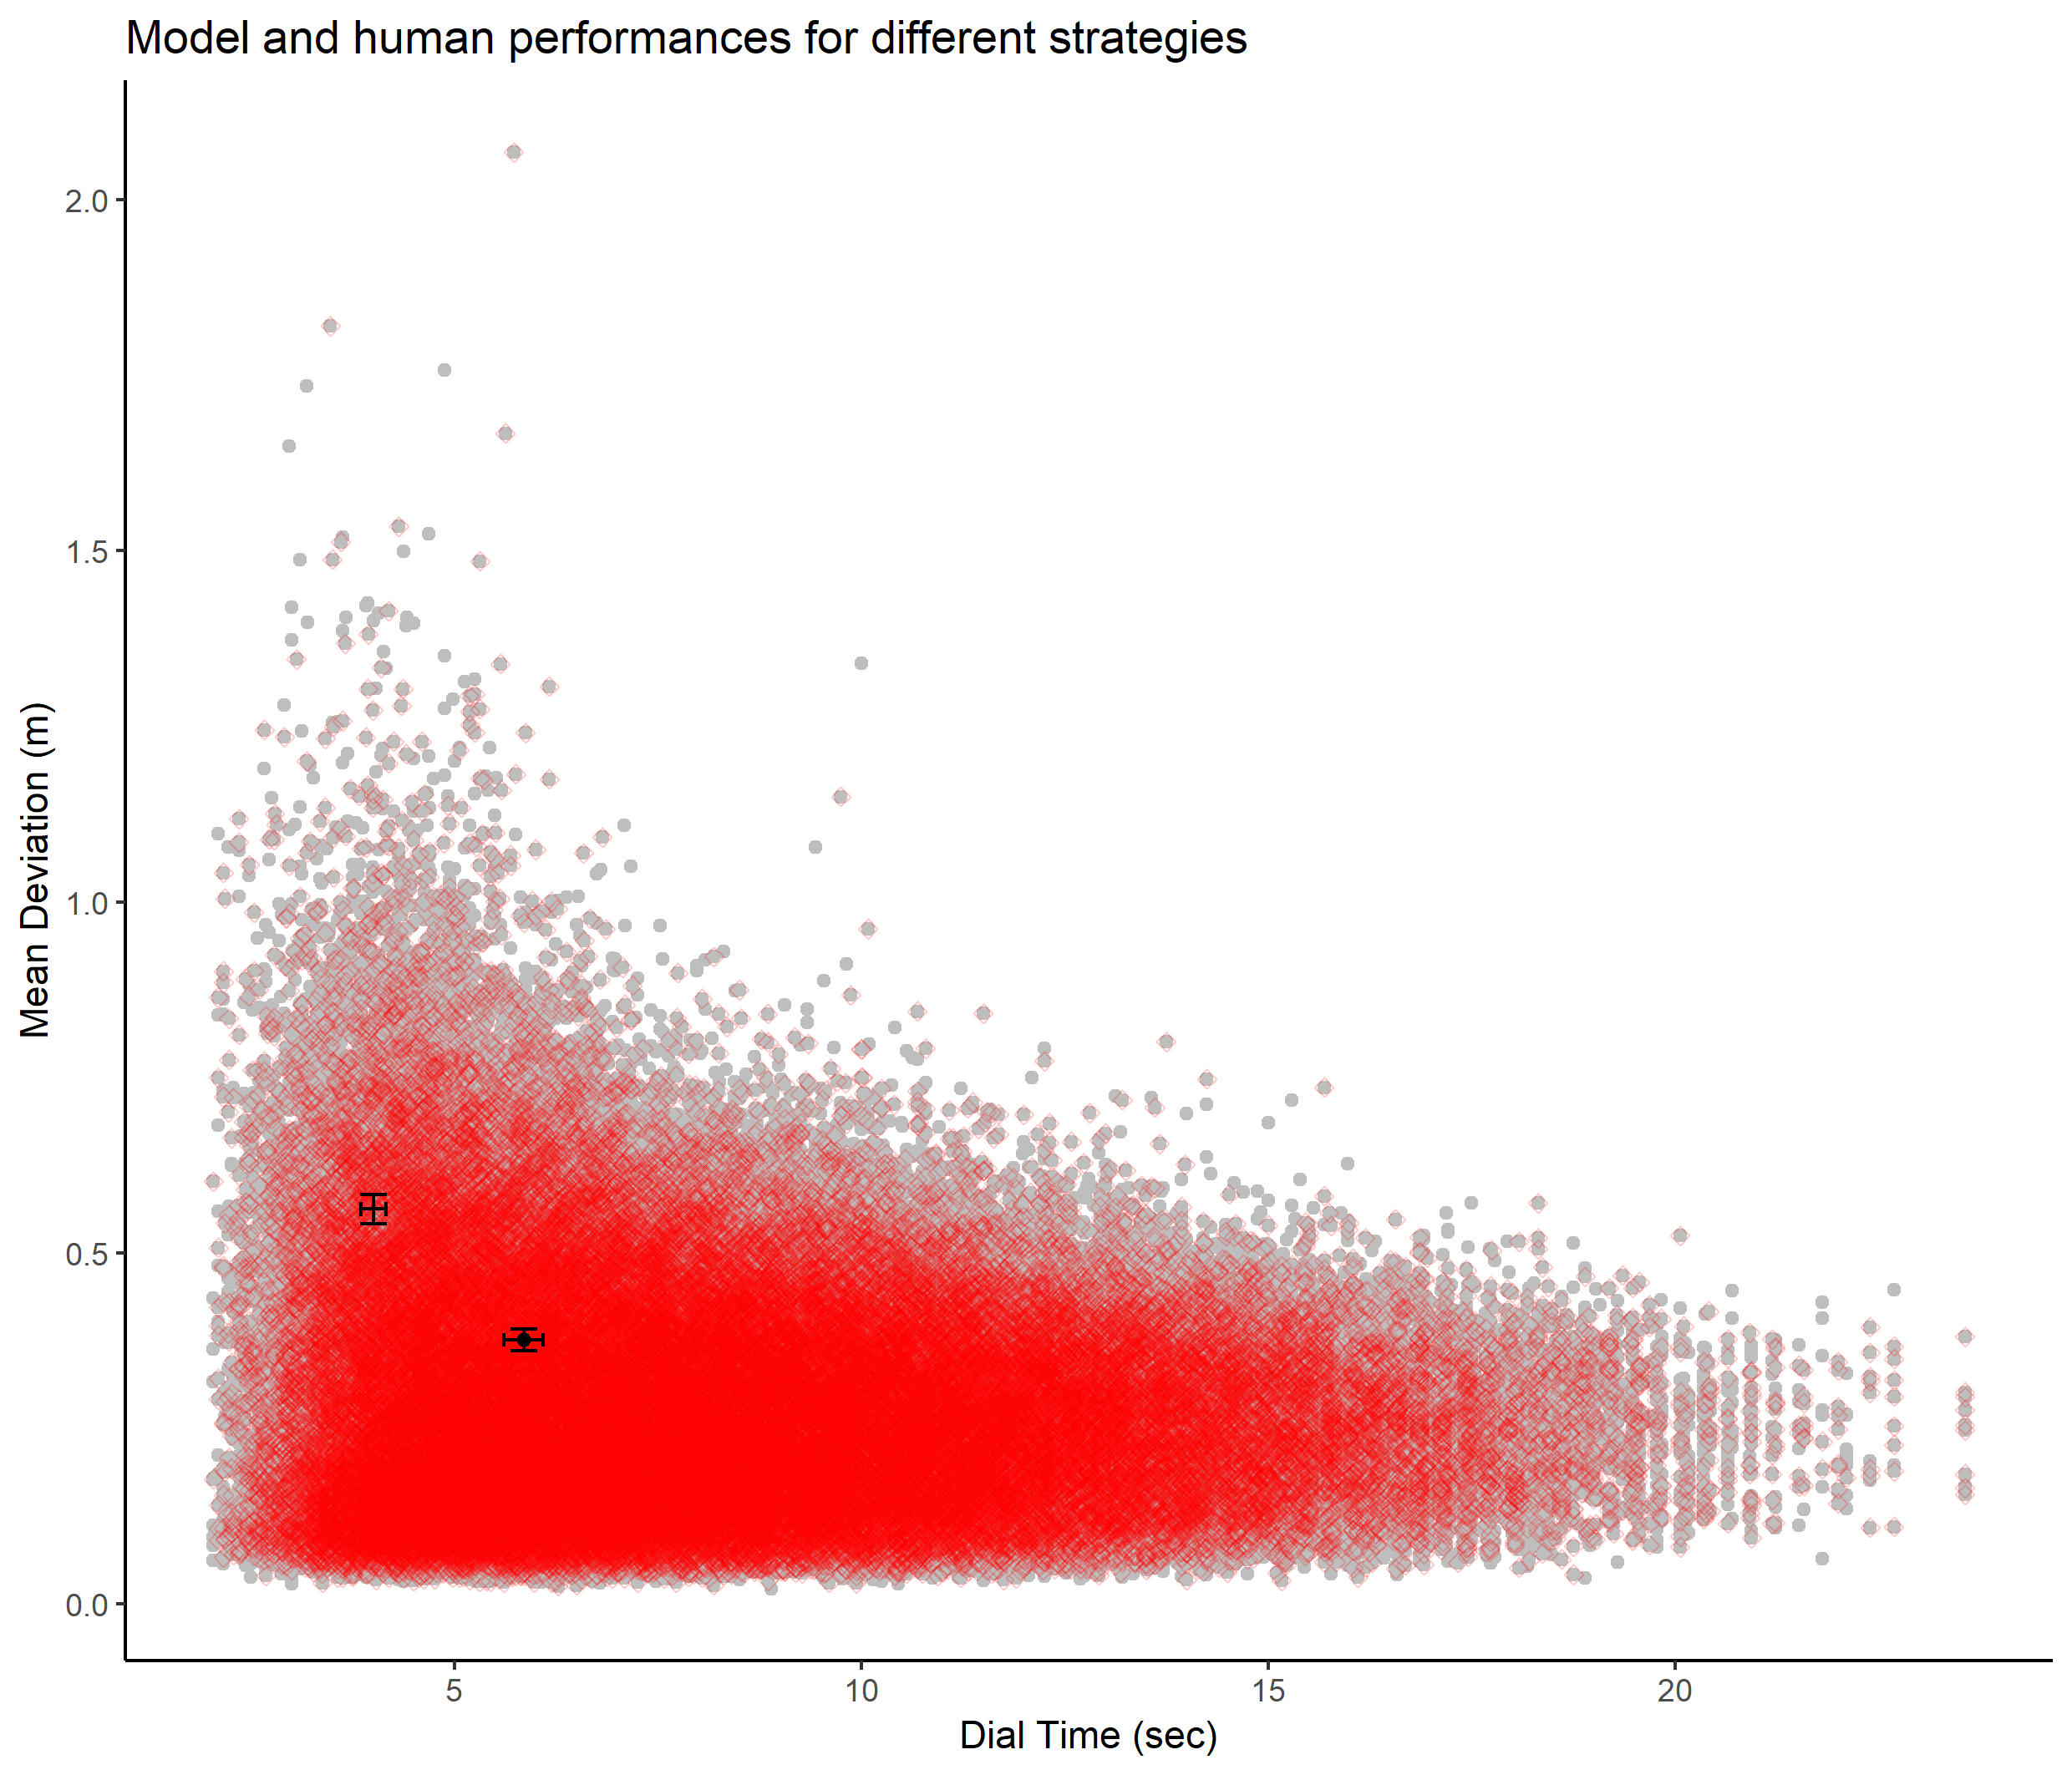 Model and human performances for different strategies
2.0
1.5
1.0
0.5
0.0
Mean Deviation (m)
5 10 15 20
Dial Time (sec)